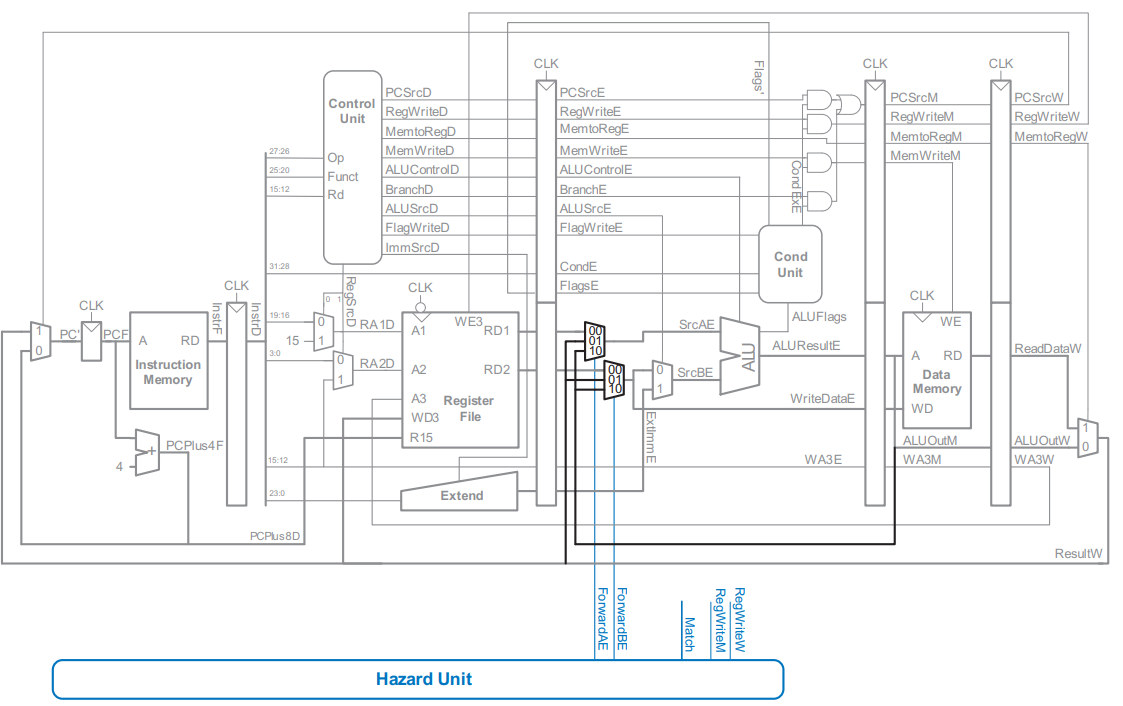 CLK
CLK
CLK
Flags'
Control
Unit
PCSrcD
RegWriteD
MemtoRegD
MemWriteD
ALUControlD
BranchD
ALUSrcD
FlagWriteD
ImmSrcD
PCSrcE
RegWriteE
MemtoRegE
MemWriteE
ALUControlE
BranchE
ALUSrcE
FlagWriteE
CondE
FlagsE
PCSrcM
RegWriteM
MemtoRegM
MemWriteM
PCSrcW
RegWriteW
MemtoRegW
27:26
25:20
15:12
Op
Funct
Rd
CondExE
Cond
Unit
31:28
CLK
CLK
CLK
CLK
RegSrcD
0 1
InstrF
InstrD
19:16
15
3:0
0
1
0
1
RA1D
RA2D
1
0
PC'
PCF
A
RD
Instruction
Memory
A1
A2
A3
WD3
R15
WE3
RD1
RD2
Register
File
00
01
10
00
01
10
0
1
SrcAE
SrcBE
ALU
ALUFlags
ALUResultE
WriteDataE
ExtImmE
A
RD
WE
Data
Memory
WD
ReadDataW
1
0
ALUOutM
ALUOutW
4
+
PCPlus4F
15:12
WA3E
WA3M
WA3W
23:0
Extend
PCPlus8D
ResultW
ForwardAE
ForwardBE
Match
RegWriteM
RegWriteW
Hazard Unit